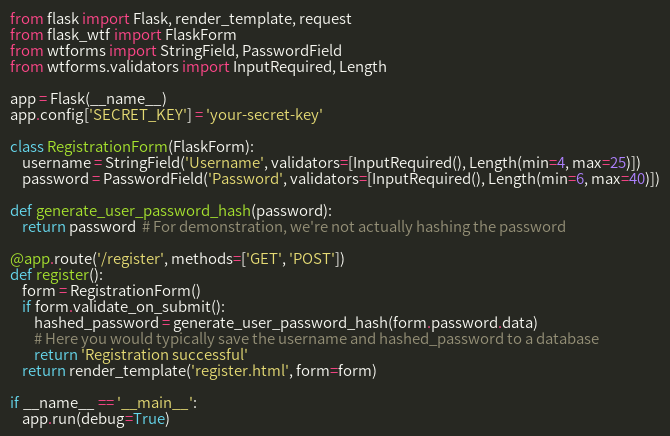 from flask import Flask, render_template, request
from flask_wtf import FlaskForm
from wtforms import StringField, PasswordField
from wtforms.validators import InputRequired, Length

app = Flask(__name__)
app.config['SECRET_KEY'] = 'your-secret-key'

class RegistrationForm(FlaskForm):
    username = StringField('Username', validators=[InputRequired(), Length(min=4, max=25)])
    password = PasswordField('Password', validators=[InputRequired(), Length(min=6, max=40)])

def generate_user_password_hash(password):
    return password  # For demonstration, we're not actually hashing the password

@app.route('/register', methods=['GET', 'POST'])
def register():
    form = RegistrationForm()
    if form.validate_on_submit():
        hashed_password = generate_user_password_hash(form.password.data)
        # Here you would typically save the username and hashed_password to a database
        return 'Registration successful'
    return render_template('register.html', form=form)

if __name__ == '__main__':
    app.run(debug=True)